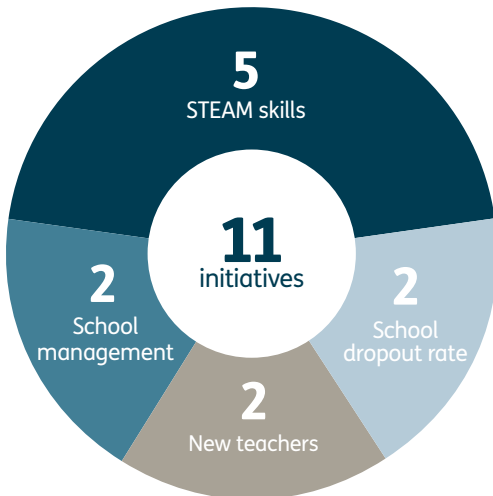 5
STEAM skills
11
initiatives
2
School
management
2
School
dropout rate
2
New teachers